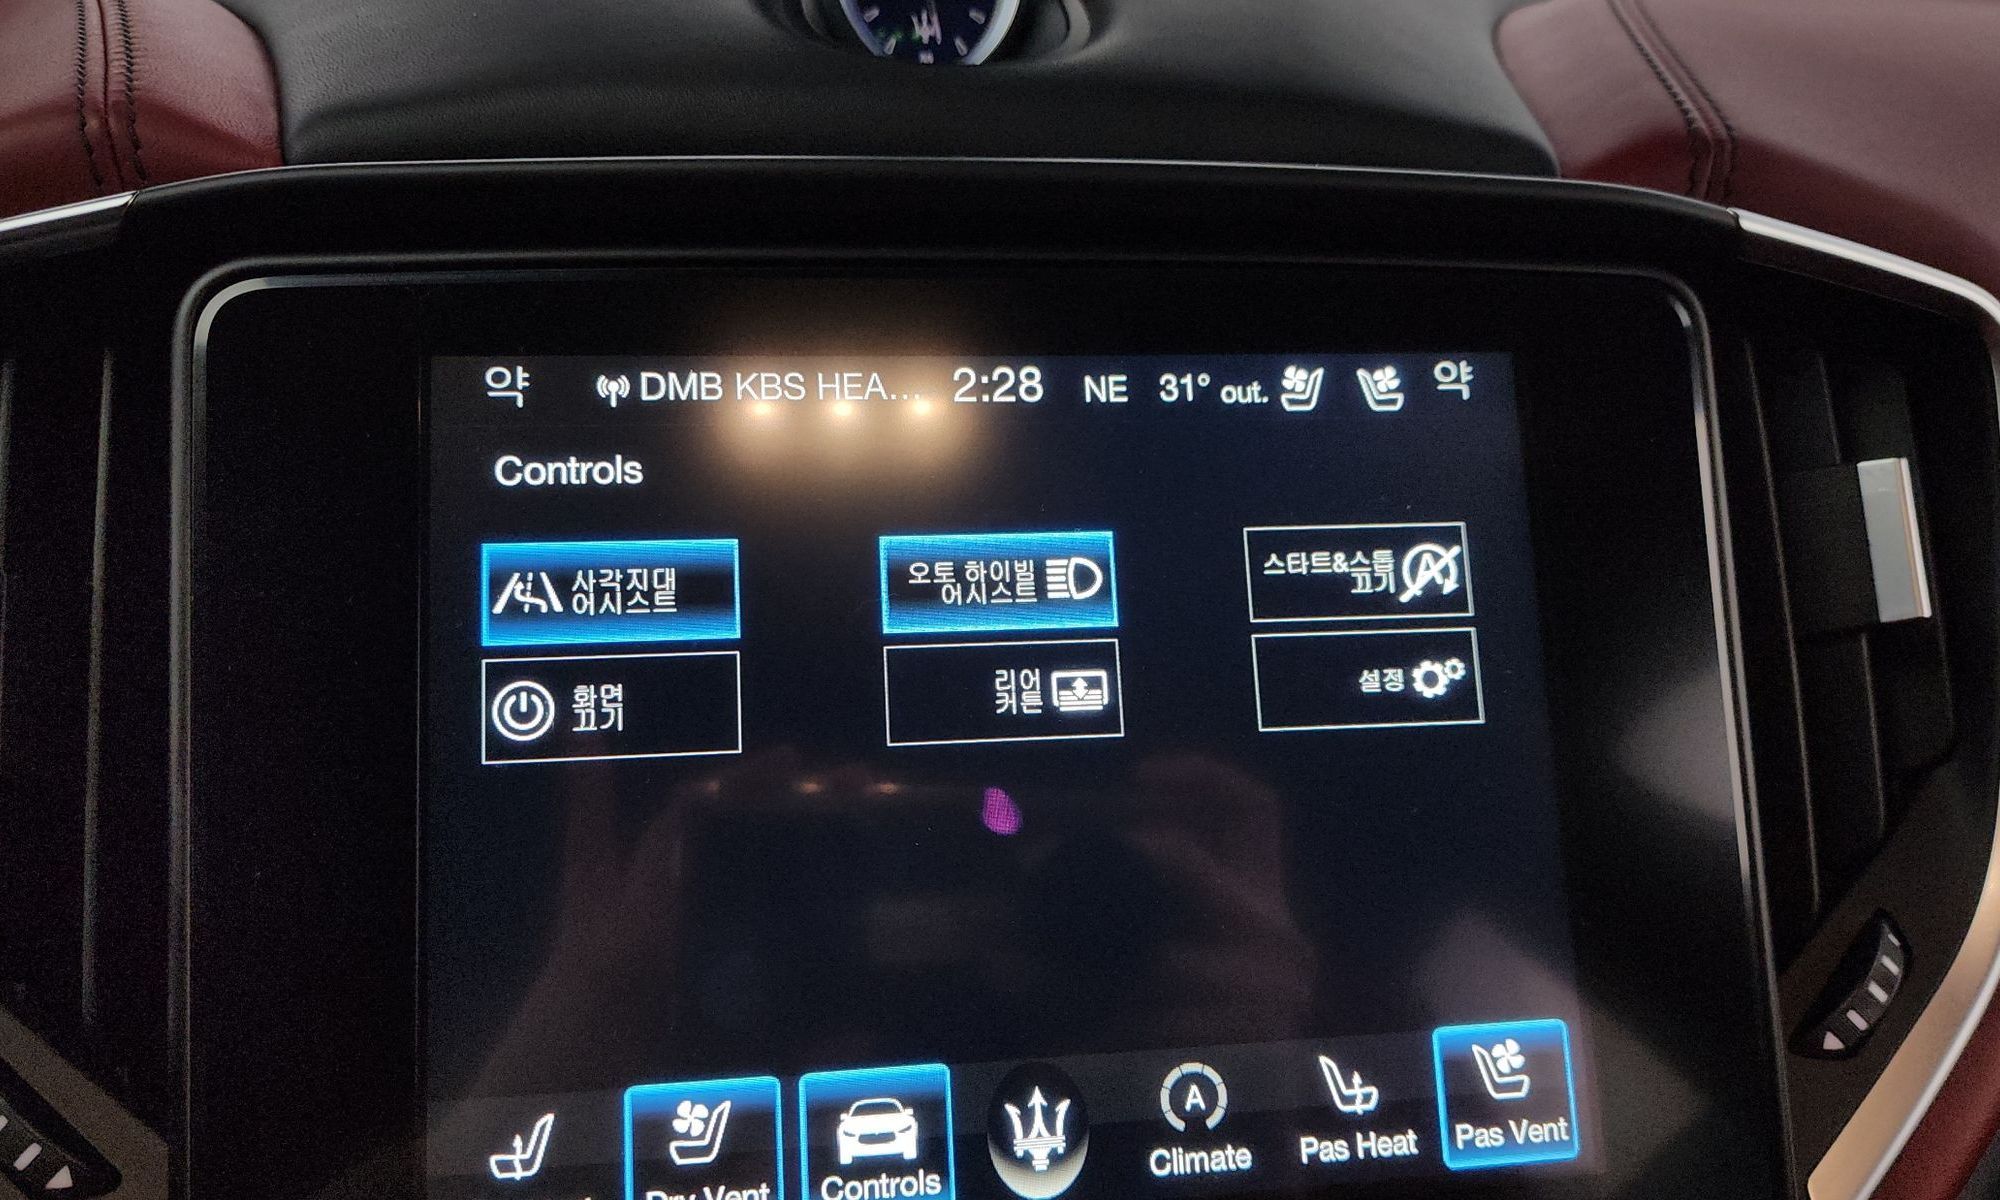 약 DMB KBS HEA... 2:28 NE 31° out. 약
Controls
사각지대
어시스트
오토 하이빔
어시스트
스타트&스톱
끄기
화면
끄기
리어
커튼
설정
A
Climate
Pas Heat
Pas Vent
Drv Vent
Controls